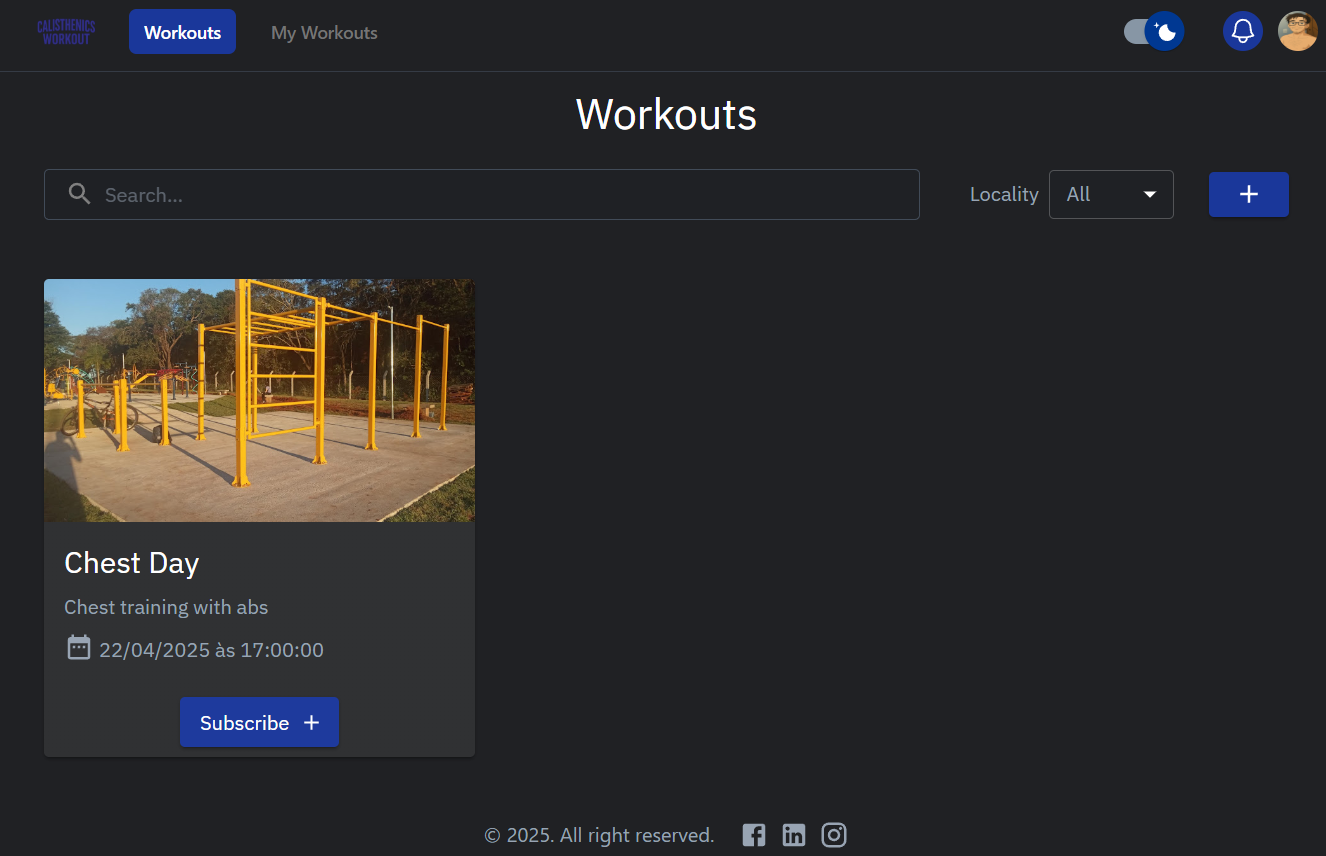 CALISTHENICS
WORKOUT
Workouts
My Workouts
Workouts
Search...
Locality
All
Chest Day
Chest training with abs
22/04/2025 às 17:00:00
Subscribe +
© 2025. All right reserved.